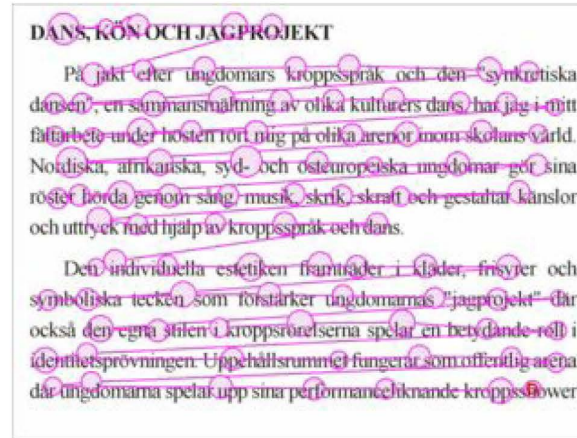 DANS, KÖN OCH JAGPROJEKT
På jakt efter ungdomars kroppsspråk och den "synkretiska
dansen", en sammansmältning av olika kulturers dans, har jag i mitt
fältarbete under hösten rört mig på olika arenor inom skolans värld.
Nordiska, afrikanska, syd- och östeuropeiska ungdomar gör sina
röster hörda genom sång, musik, skrik, skratt och gestaltar känslor
och uttryck med hjälp av kroppsspråk och dans.
Den individuella estetiken framträder i kläder, frisyrer och
symboliska tecken som förstärker ungdomarnas "jagprojekt" där
också den egna stilen i kroppsrörelserna spelar en betydande roll i
identitetsprövningen. Uppehållsrummet fungerar som offentlig arena
där ungdomarna spelar upp sina performanceliknande kroppsshower